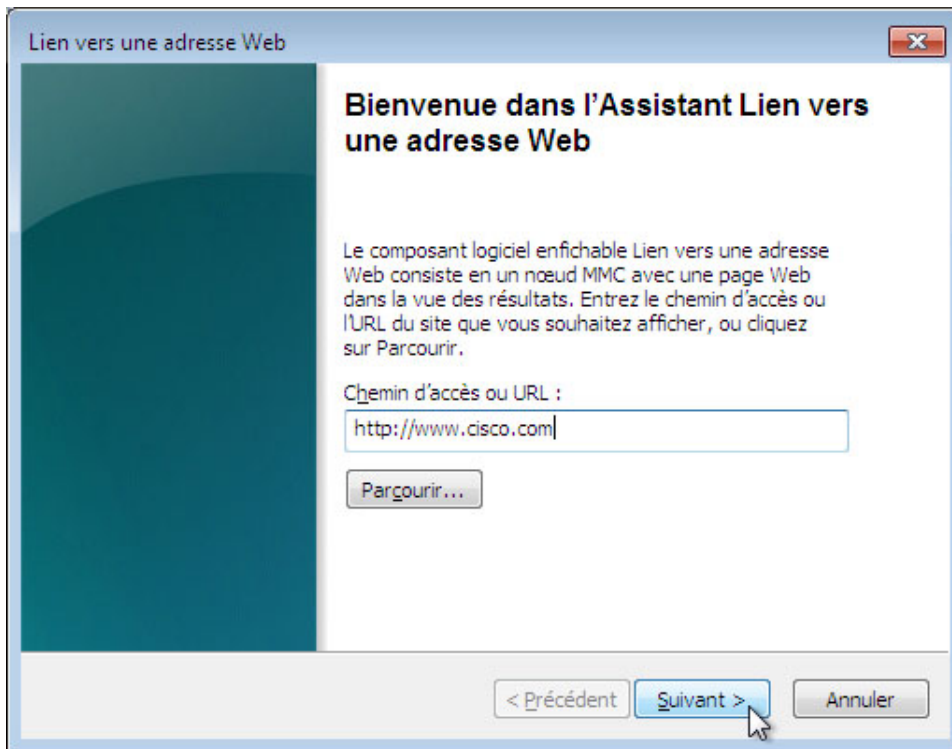 Lien vers une adresse Web
Bienvenue dans l'Assistant Lien vers
une adresse Web
Le composant logiciel enfichable Lien vers une adresse
Web consiste en un nœud MMC avec une page Web
dans la vue des résultats. Entrez le chemin d'accès ou
l'URL du site que vous souhaitez afficher, ou cliquez
sur Parcourir.
Chemin d'accès ou URL :
http://www.cisco.com
Parcourir...
< Précédent
Suivant >
Annuler